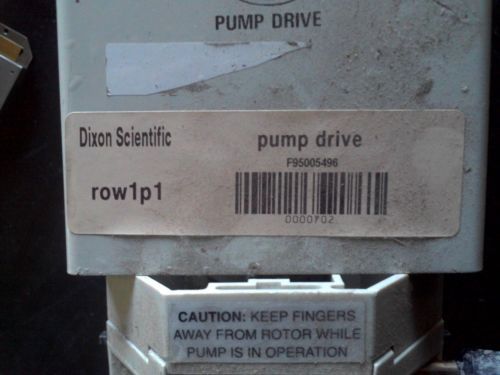 PUMP DRIVE
Dixon Scientific
pump drive
F95005496
row1p1
0000702
CAUTION: KEEP FINGERS
AWAY FROM ROTOR WHILE
PUMP IS IN OPERATION